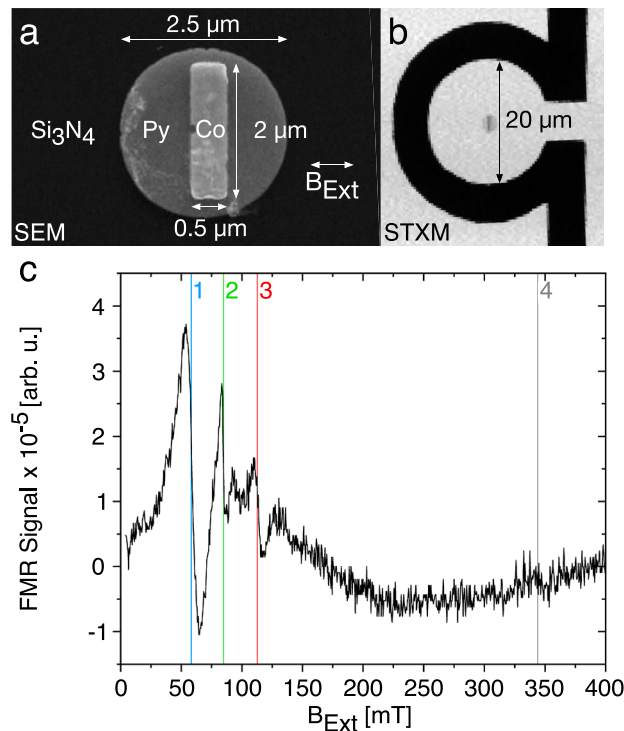 a
2.5 µm
Si3N4
Py
Co
2 µm
BExt
0.5 µm
SEM
b
20 µm
STXM
c
1
2
3
4
4
3
2
1
0
-1
FMR Signal x 10-5 [arb. u.]
0
50
100
150
200
250
300
350
400
BExt [mT]